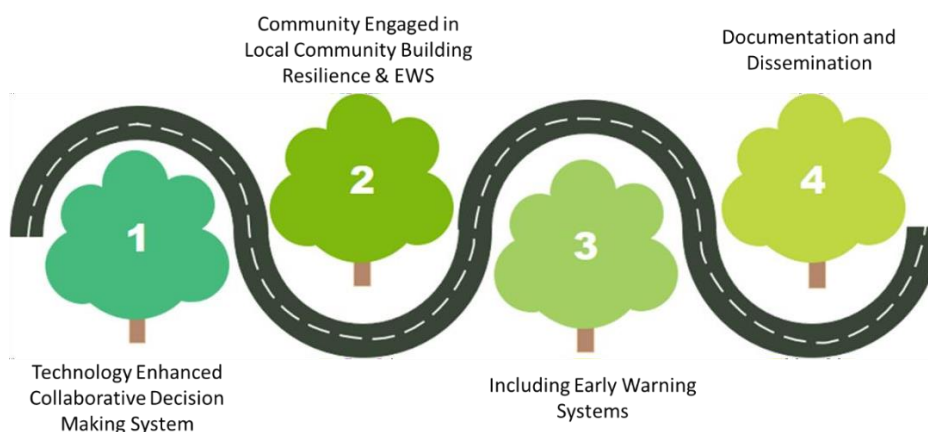 Community Engaged in
Local Community Building
Resilience & EWS
Documentation and
Dissemination
1
2
3
4
Technology Enhanced
Collaborative Decision
Making System
Including Early Warning
Systems